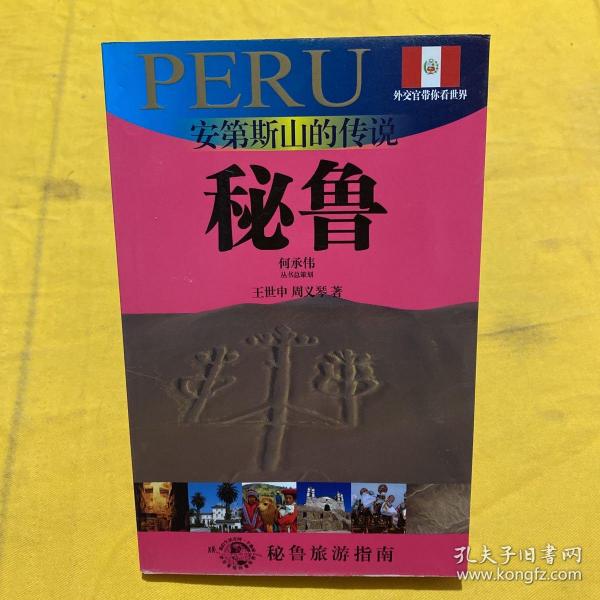 PERU
外交官带你看世界
安第斯山的传说
秘鲁
何承伟
丛书总策划
王世申 周义琴 著
秘鲁旅游指南
孔夫子旧书网
www.kongfz.com